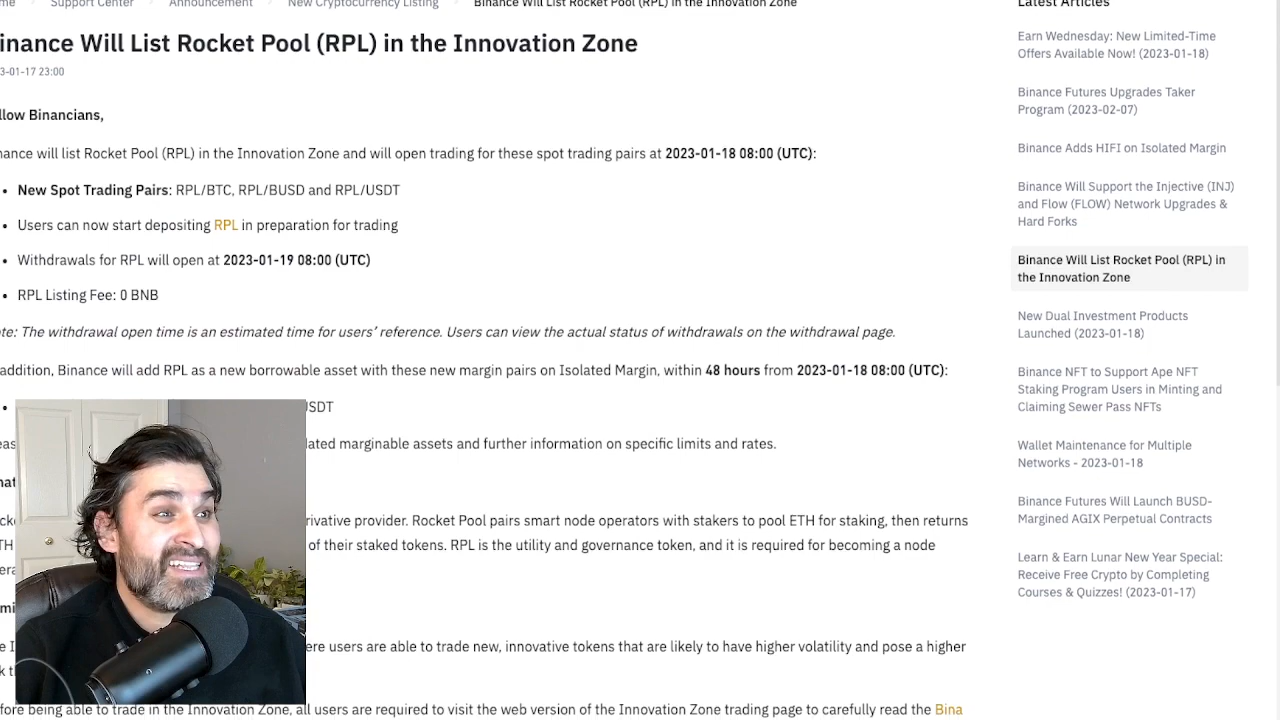 me Support Center Announcement New Cryptocurrency Listing Binance Will List Rocket Pool (RPL) in the Innovation Zone
inance Will List Rocket Pool (RPL) in the Innovation Zone
3-01-17 23:00
llow Binancians,
nance will list Rocket Pool (RPL) in the Innovation Zone and will open trading for these spot trading pairs at 2023-01-18 08:00 (UTC):
• New Spot Trading Pairs: RPL/BTC, RPL/BUSD and RPL/USDT
• Users can now start depositing RPL in preparation for trading
• Withdrawals for RPL will open at 2023-01-19 08:00 (UTC)
• RPL Listing Fee: 0 BNB
te: The withdrawal open time is an estimated time for users’ reference. Users can view the actual status of withdrawals on the withdrawal page.
addition, Binance will add RPL as a new borrowable asset with these new margin pairs on Isolated Margin, within 48 hours from 2023-01-18 08:00 (UTC):
• SDT
eas lated marginable assets and further information on specific limits and rates.
hat
cke rivative provider. Rocket Pool pairs smart node operators with stakers to pool ETH for staking, then returns
TH of their staked tokens. RPL is the utility and governance token, and it is required for becoming a node
era
mi
e I ere users are able to trade new, innovative tokens that are likely to have higher volatility and pose a higher
k t
fore being able to trade in the Innovation Zone, all users are required to visit the web version of the Innovation Zone trading page to carefully read the Bina
Latest Articles
Earn Wednesday: New Limited-Time
Offers Available Now! (2023-01-18)
Binance Futures Upgrades Taker
Program (2023-02-07)
Binance Adds HIFI on Isolated Margin
Binance Will Support the Injective (INJ)
and Flow (FLOW) Network Upgrades &
Hard Forks
Binance Will List Rocket Pool (RPL) in
the Innovation Zone
New Dual Investment Products
Launched (2023-01-18)
Binance NFT to Support Ape NFT
Staking Program Users in Minting and
Claiming Sewer Pass NFTs
Wallet Maintenance for Multiple
Networks - 2023-01-18
Binance Futures Will Launch BUSD-
Margined AGIX Perpetual Contracts
Learn & Earn Lunar New Year Special:
Receive Free Crypto by Completing
Courses & Quizzes! (2023-01-17)